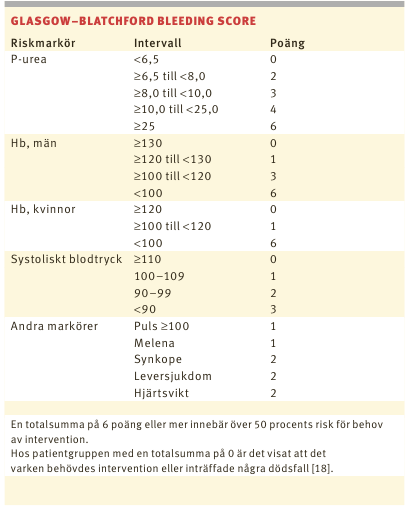 GLASGOW–BLATCHFORD BLEEDING SCORE
Riskmarkör Intervall Poäng
P-urea <6,5 0
≥6,5 till <8,0 2
≥8,0 till <10,0 3
≥10,0 till <25,0 4
≥25 6
Hb, män ≥130 0
≥120 till <130 1
≥100 till <120 3
<100 6
Hb, kvinnor ≥120 0
≥100 till <120 1
<100 6
Systoliskt blodtryck ≥110 0
100–109 1
90–99 2
<90 3
Andra markörer Puls ≥100 1
Melena 1
Synkope 2
Leversjukdom 2
Hjärtsvikt 2
En totalsumma på 6 poäng eller mer innebär över 50 procents risk för behov
av intervention.
Hos patientgruppen med en totalsumma på 0 är det visat att det
varken behövdes intervention eller inträffade några dödsfall [18].